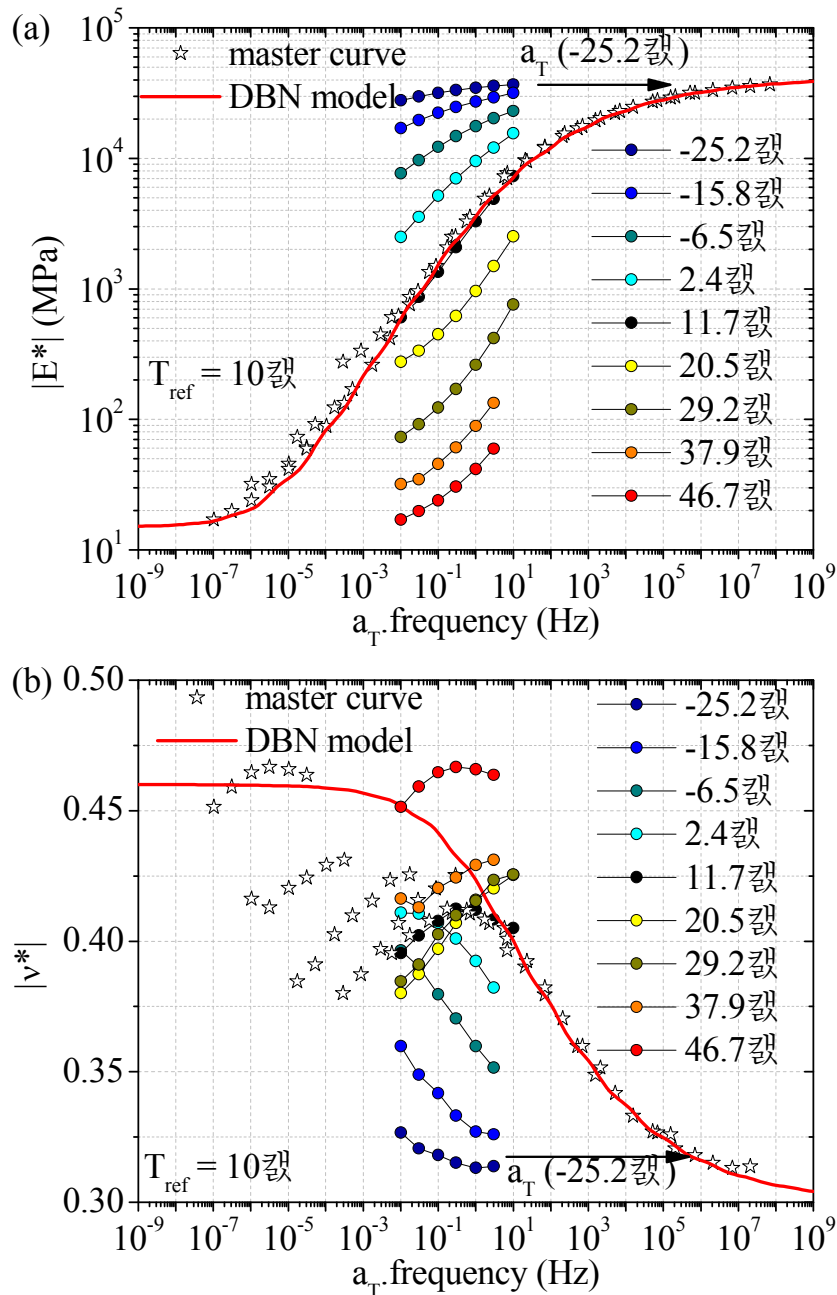 (a)
10^5
10^4
10^3
10^2
10^1
|E*| (MPa)
master curve
DBN model
a_T (-25.2캜)
-25.2캜
-15.8캜
-6.5캜
2.4캜
11.7캜
20.5캜
29.2캜
37.9캜
46.7캜
T_ref = 10캜
10^-9 10^-7 10^-5 10^-3 10^-1 10^1 10^3 10^5 10^7 10^9
a_T.frequency (Hz)
(b)
0.50
0.45
0.40
0.35
0.30
|ν*|
master curve
DBN model
-25.2캜
-15.8캜
-6.5캜
2.4캜
11.7캜
20.5캜
29.2캜
37.9캜
46.7캜
T_ref = 10캜
a_T (-25.2캜)
10^-9 10^-7 10^-5 10^-3 10^-1 10^1 10^3 10^5 10^7 10^9
a_T.frequency (Hz)